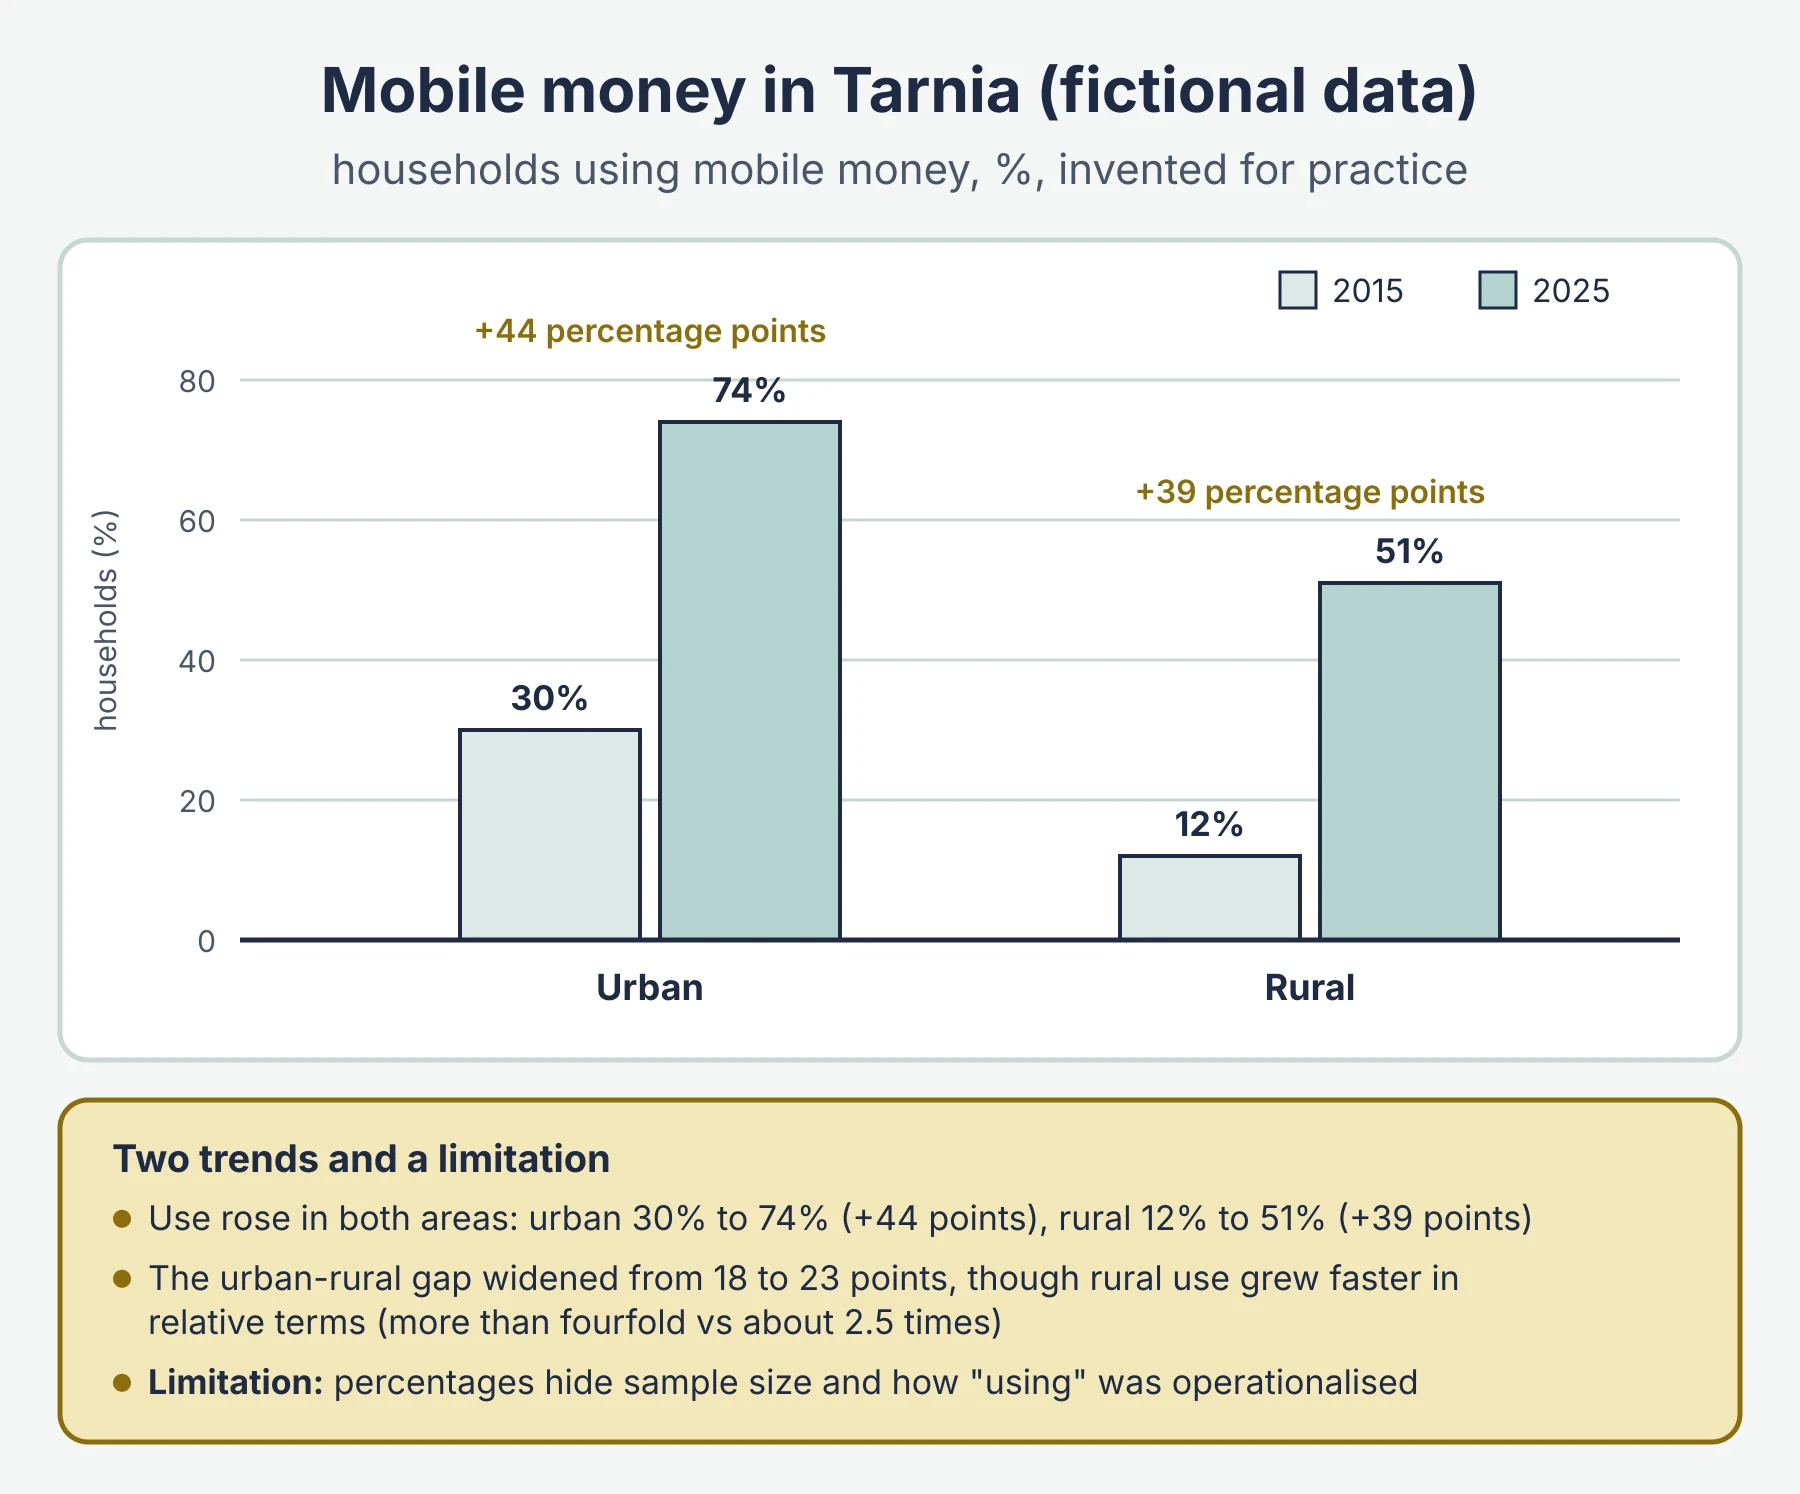 Mobile money in Tarnia (fictional data)
households using mobile money, %, invented for practice
2015
2025
+44 percentage points
80
74%
+39 percentage points
60
51%
households (%)
40
30%
20
12%
0
Urban
Rural
Two trends and a limitation
Use rose in both areas: urban 30% to 74% (+44 points), rural 12% to 51% (+39 points)
The urban-rural gap widened from 18 to 23 points, though rural use grew faster in
relative terms (more than fourfold vs about 2.5 times)
Limitation: percentages hide sample size and how "using" was operationalised